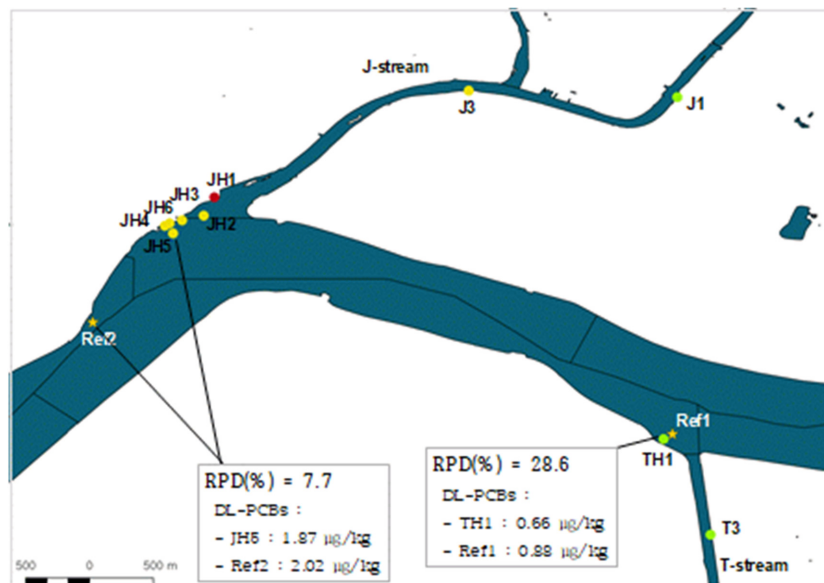 J-stream
J3
J1
JH1
JH3
JH6
JH4
JH2
JH5
Ref2
Ref1
TH1
RPD(%) = 7.7
DL-PCBs :
- JH5 : 1.87 μg/kg
- Ref2 : 2.02 μg/kg
RPD(%) = 28.6
DL-PCBs :
- TH1 : 0.66 μg/kg
- Ref1 : 0.88 μg/kg
T3
T-stream
500 0 500 m